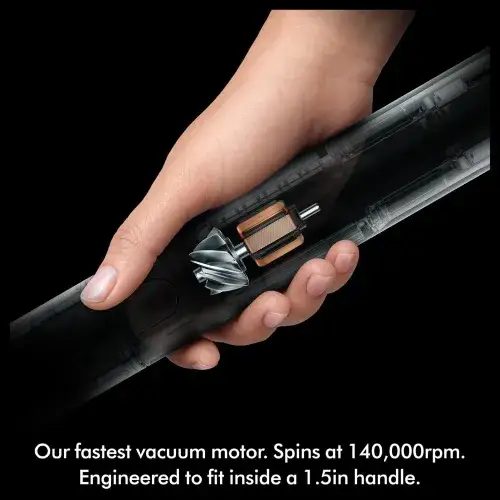 Our fastest vacuum motor. Spins at 140,000rpm.
Engineered to fit inside a 1.5in handle.